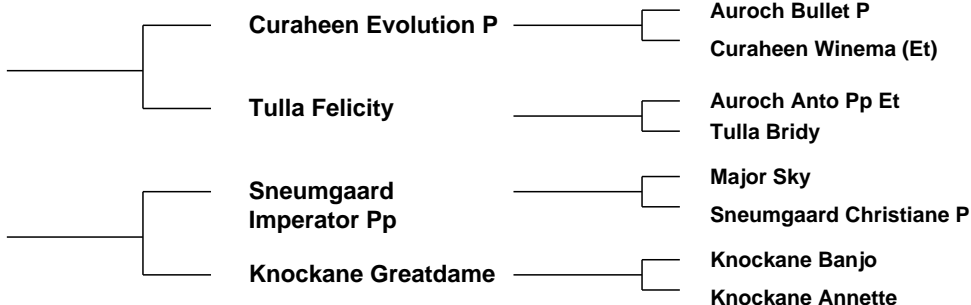 Curaheen Evolution P
Auroch Bullet P
Curaheen Winema (Et)
Tulla Felicity
Auroch Anto Pp Et
Tulla Bridy
Sneumgaard
Imperator Pp
Major Sky
Sneumgaard Christiane P
Knockane Greatdame
Knockane Banjo
Knockane Annette